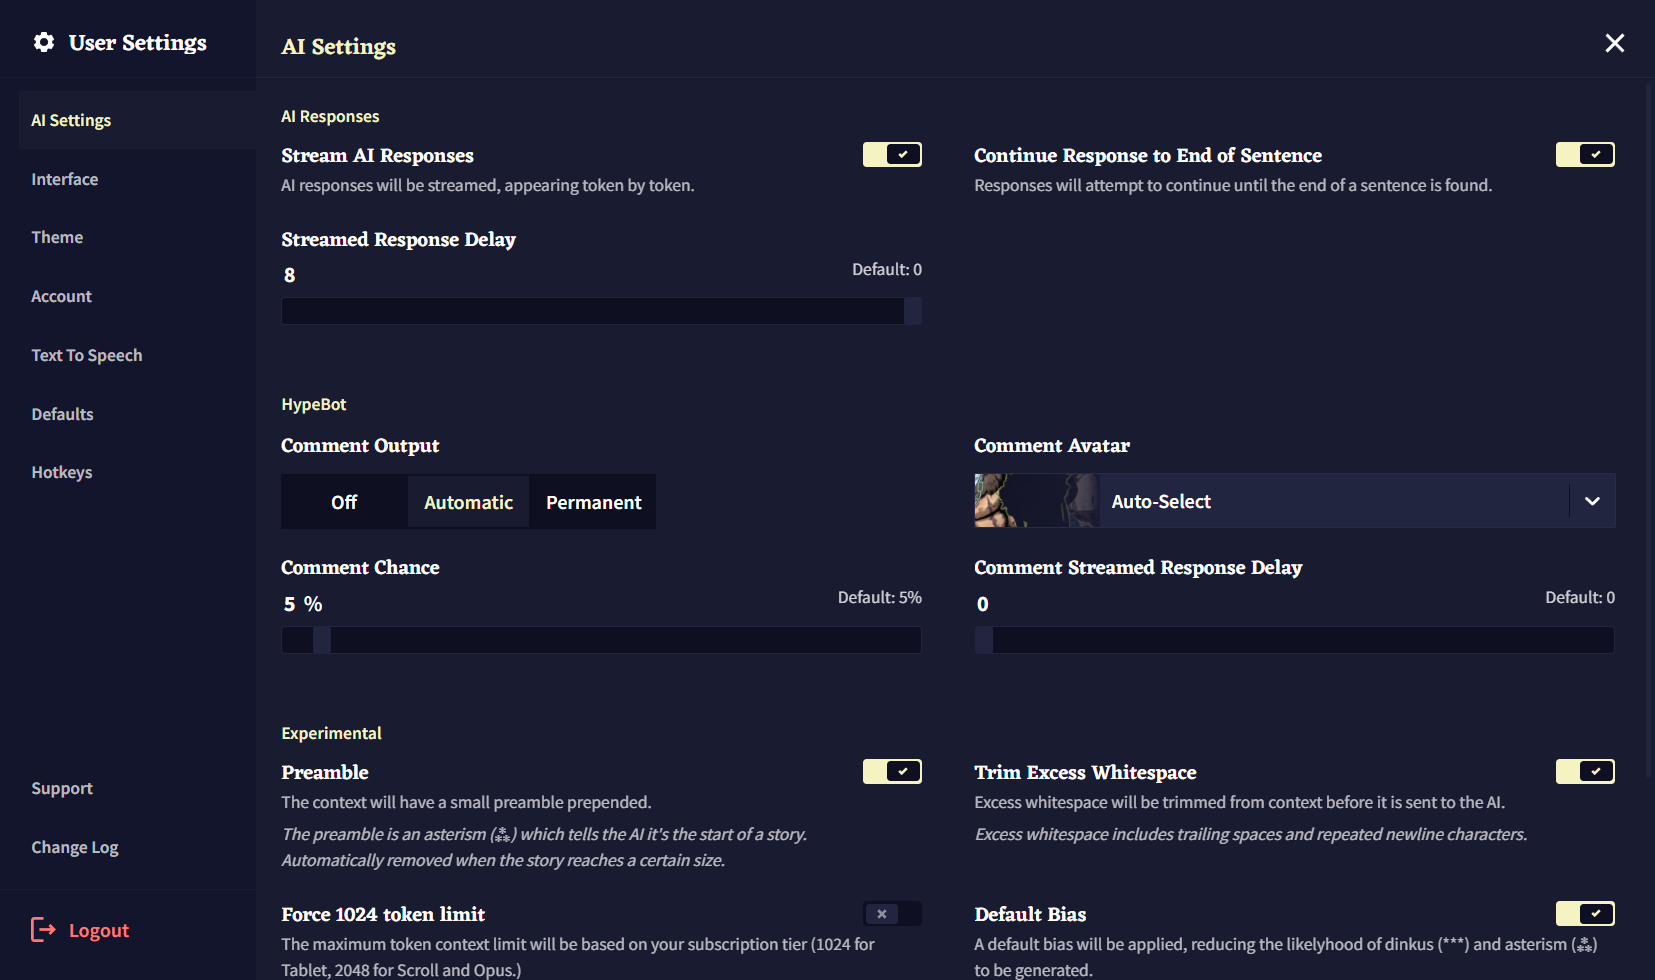 User Settings
AI Settings
Interface
Theme
Account
Text To Speech
Defaults
Hotkeys
Support
Change Log
Logout
AI Settings
AI Responses
Stream AI Responses
AI responses will be streamed, appearing token by token.
Continue Response to End of Sentence
Responses will attempt to continue until the end of a sentence is found.
Streamed Response Delay
8
Default: 0
HypeBot
Comment Output
Off Automatic Permanent
Comment Avatar
Auto-Select
Comment Chance
5 %
Default: 5%
Comment Streamed Response Delay
0
Default: 0
Experimental
Preamble
The context will have a small preamble prepended.
The preamble is an asterism (⁂) which tells the AI it's the start of a story.
Automatically removed when the story reaches a certain size.
Trim Excess Whitespace
Excess whitespace will be trimmed from context before it is sent to the AI.
Excess whitespace includes trailing spaces and repeated newline characters.
Force 1024 token limit
The maximum token context limit will be based on your subscription tier (1024 for
Tablet, 2048 for Scroll and Opus.)
Default Bias
A default bias will be applied, reducing the likelyhood of dinkus (***) and asterism (⁂)
to be generated.